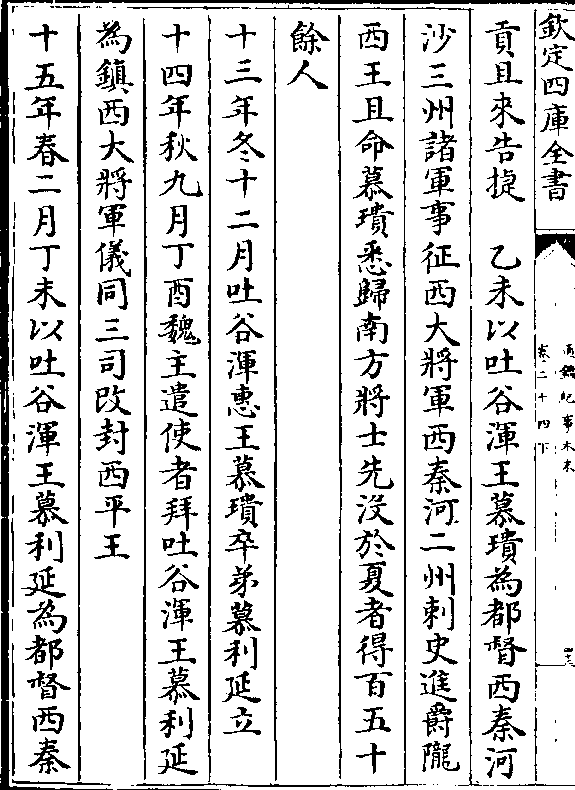 欽定四庫全書
通鑑紀事本末
卷二十四下
貢且來告捷　乙未以吐谷渾王慕璝為都督西秦河
沙三州諸軍事征西大將軍西秦河二州刺史進爵隴
西王且命慕璝悉歸南方將士先没於夏者得百五十
餘人
十三年冬十二月吐谷渾惠王慕璝卒弟慕利延立
十四年秋九月丁酉魏主遣使者拜吐谷渾王慕利延
為鎮西大將軍儀同三司改封西平王
十五年春二月丁未以吐谷渾王慕利延為都督西秦